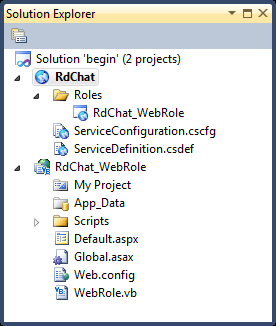 Solution Explorer
Solution 'begin' (2 projects)
RdChat
Roles
RdChat_WebRole
ServiceConfiguration.cscfg
ServiceDefinition.csdef
RdChat_WebRole
My Project
App_Data
Scripts
Default.aspx
Global.asax
Web.config
WebRole.vb